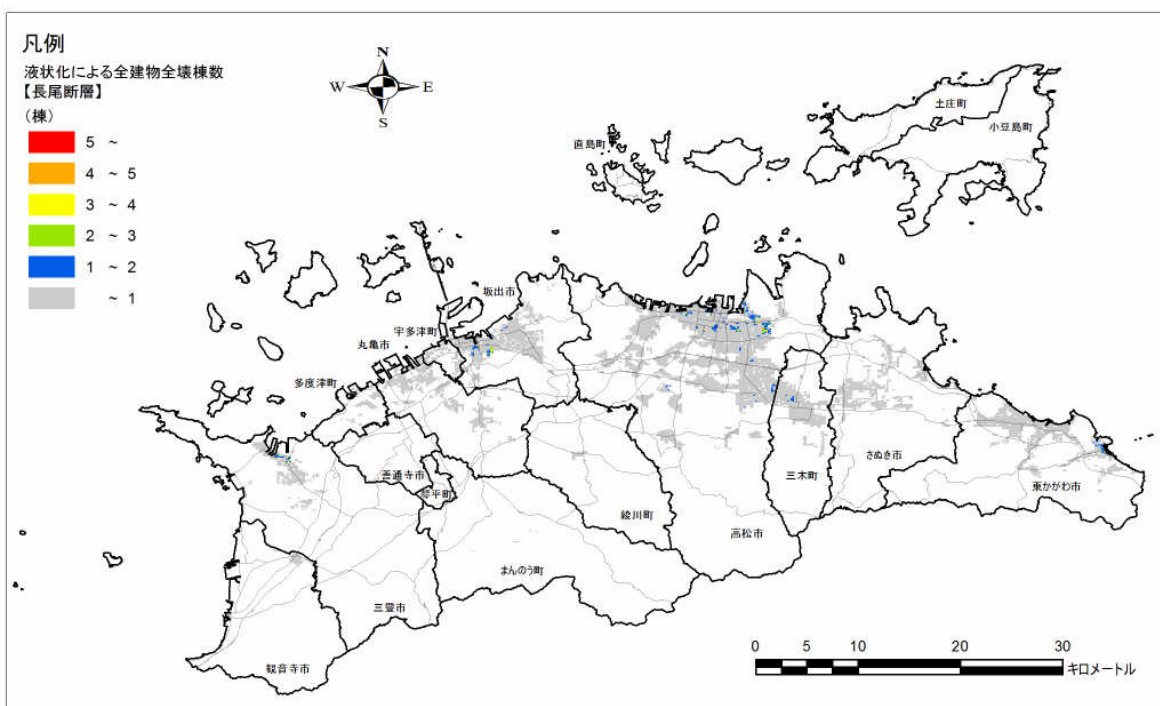 凡例
液状化による全建物全壊棟数
【長尾断層】
(棟)
5 ~
4 ~ 5
3 ~ 4
2 ~ 3
1 ~ 2
~ 1
N
W E
S
土庄町
小豆島町
直島町
坂出市
宇多津町
丸亀市
多度津町
善通寺市
琴平町
三木町
さぬき市
東かがわ市
綾川町
高松市
まんのう町
三豊市
観音寺市
0 5 10 20 30
キロメートル